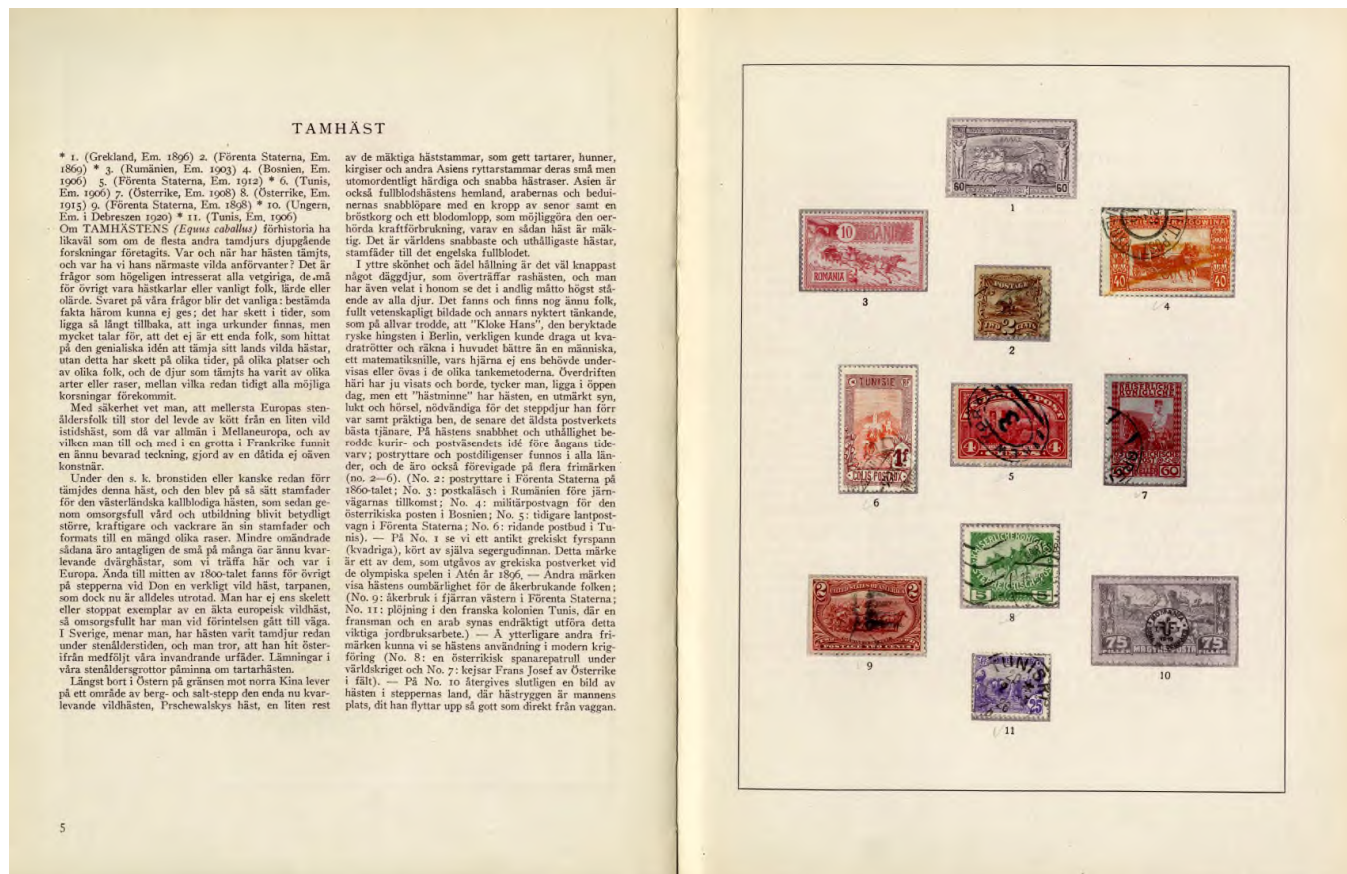 TAMHÄST
* 1. (Grekland, Em. 1896) 2. (Förenta Staterna, Em.
1869) * 3. (Rumänien, Em. 1903) 4. (Bosnien, Em.
1906) 5. (Förenta Staterna, Em. 1912) * 6. (Tunis,
Em. 1906) 7. (Österrike, Em. 1908) 8. (Österrike, Em.
1915) 9. (Förenta Staterna, Em. 1898) * 10. (Ungern,
Em. i Debreszen 1920) * 11. (Tunis, Em. 1906)
Om TAMHÄSTENS (Equus caballus) förhistoria ha
likaväl som om de flesta andra tamdjurs djupgående
forskningar företagits. Var och när har hästen tämjts,
och var ha vi hans närmaste vilda anförvanter? Det är
frågor som högeligen intresserat alla vetgiriga, de må
för övrigt vara hästkarlar eller vanligt folk, lärde eller
olärde. Svaret på våra frågor blir det vanliga: bestämda
fakta härom kunna ej ges; det har skett i tider, som
ligga så långt tillbaka, att inga urkunder finnas, men
mycket talar för, att det ej är ett enda folk, som hittat
på den genialiska idén att tämja sitt lands vilda hästar,
utan detta har skett på olika tider, på olika platser och
av olika folk, och de djur som tämjts ha varit av olika
arter eller raser, mellan vilka redan tidigt alla möjliga
korsningar förekommit.
Med säkerhet vet man, att mellersta Europas sten-
åldersfolk till stor del levde av kött från en liten vild
istidshäst, som då var allmän i Mellaneuropa, och av
vilken man till och med i en grotta i Frankrike funnit
en ännu bevarad teckning, gjord av en dåtida ej oäven
konstnär.
Under den s. k. bronstiden eller kanske redan förr
tämjdes denna häst, och den blev på så sätt stamfader
för den västerländska kallblodiga hästen, som sedan ge-
nom omsorgsfull vård och utbildning blivit betydligt
större, kraftigare och vackrare än sin stamfader och
formats till en mängd olika raser. Mindre omändrade
sådana äro antagligen de små på många öar ännu kvar-
levande dvärghästar, som vi träffa här och var i
Europa. Ända till mitten av 1800-talet fanns för övrigt
på stepperna vid Don en verkligt vild häst, tarpanen,
som dock nu är alldeles utrotad. Man har ej ens skelett
eller stoppat exemplar av en äkta europeisk vildhäst,
så omsorgsfullt har man vid förintelsen gått till väga.
I Sverige, menar man, har hästen varit tamdjur redan
under stenålderstiden, och man tror, att han hit öster-
ifrån medföljt våra invandrande urfäder. Lämningar i
våra stenåldersgrottor påminna om tartarhästen.
Längst bort i Östern på gränsen mot norra Kina lever
på ett område av berg- och salt-stepp den enda nu kvar-
levande vildhästen, Prschewalskys häst, en liten rest
av de mäktiga häststammar, som gett tartarer, hunner,
kirgiser och andra Asiens ryttarstammar deras små men
utomordentligt härdiga och snabba hästraser. Asien är
också fullblodshästens hemland, arabernas och bedui-
nernas snabblöpare med en kropp av senor samt en
bröstkorg och ett blodomlopp, som möjliggöra den oer-
hörda kraftförbrukning, varav en sådan häst är mäk-
tig. Det är världens snabbaste och uthålligaste hästar,
stamfäder till det engelska fullblodet.
I yttre skönhet och ädel hållning är det väl knappast
något däggdjur, som överträffar rashästen, och man
har även velat i honom se det i andlig måtto högst stå-
ende av alla djur. Det fanns och finns nog ännu folk,
fullt vetenskapligt bildade och annars nyktert tänkande,
som på allvar trodde, att "Kloke Hans", den beryktade
ryske hingsten i Berlin, verkligen kunde draga ut kva-
dratrötter och räkna i huvudet bättre än en människa,
ett matematiksnille, vars hjärna ej ens behövde under-
visas eller övas i de olika tankemetoderna. Överdriften
häri har ju visats och borde, tycker man, ligga i öppen
dag, men ett "hästminne" har hästen, en utmärkt syn,
lukt och hörsel, nödvändiga för det steppdjur han förr
var samt präktiga ben, de senare det äldsta postverkets
bästa tjänare. På hästens snabbhet och uthållighet be-
rodde kurir- och postväsendets idé före ångans tide-
varv; postryttare och postdiligenser funnos i alla län-
der, och de äro också förevigade på flera frimärken
(no. 2—6). (No. 2: postryttare i Förenta Staterna på
1860-talet; No. 3: postkaläsch i Rumänien före järn-
vägarnas tillkomst; No. 4: militärpostvagn för den
österrikiska posten i Bosnien; No. 5: tidigare lantpost-
vagn i Förenta Staterna; No. 6: ridande postbud i Tu-
nis). — På No. 1 se vi ett antikt grekiskt fyrspann
(kvadriga), kört av själva segergudinnan. Detta märke
är ett av dem, som utgåvos av grekiska postverket vid
de olympiska spelen i Atén år 1896. — Andra märken
visa hästens oumbärlighet för de åkerbrukande folken;
(No. 9: åkerbruk i fjärran västern i Förenta Staterna;
No. 11: plöjning i den franska kolonien Tunis, där en
fransman och en arab synas endräktigt utföra detta
viktiga jordbruksarbete.) — Å ytterligare andra fri-
märken kunna vi se hästens användning i modern krig-
föring (No. 8: en österrikisk spanarepatrull under
världskriget och No. 7: kejsar Frans Josef av Österrike
i fält). — På No. 10 återgives slutligen en bild av
hästen i steppernas land, där hästryggen är mannens
plats, dit han flyttar upp så gott som direkt från vaggan.
5
60 60
1
10
ROMANIA
3
POSTAGE
2
40 40
4
TUNISIE
1f
COLIS POSTAUX
6
4 4
CENTS
5
KAISERLICHE
KÖNIGLICHE
60
7
5 5
8
2 2
POSTAGE TWO CENTS
9
75 75
FILLÉR MAGYAR POSTA FILLÉR
10
TUNIS
25
11